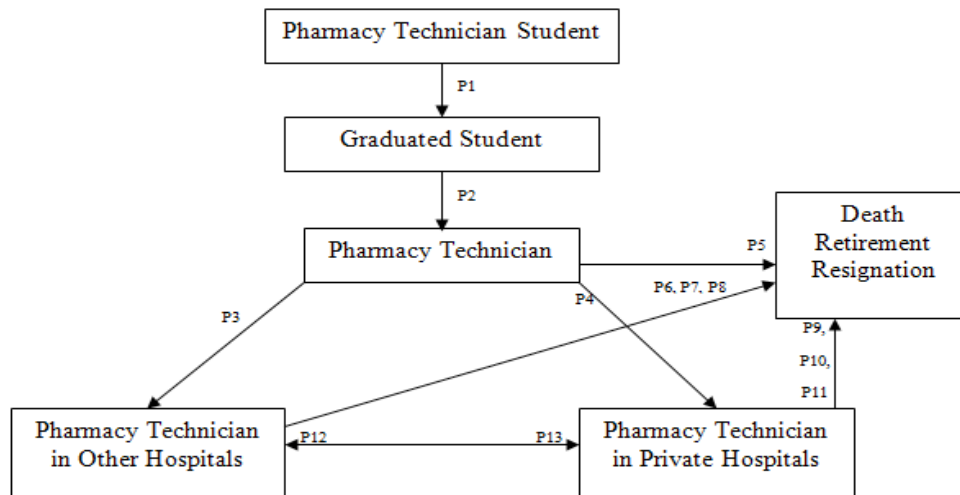 Pharmacy Technician Student
P1
Graduated Student
P2
Pharmacy Technician
Death
Retirement
Resignation
P5
P6, P7, P8
P4
P3
P9,
P10,
P11
Pharmacy Technician
in Other Hospitals
P12
P13
Pharmacy Technician
in Private Hospitals